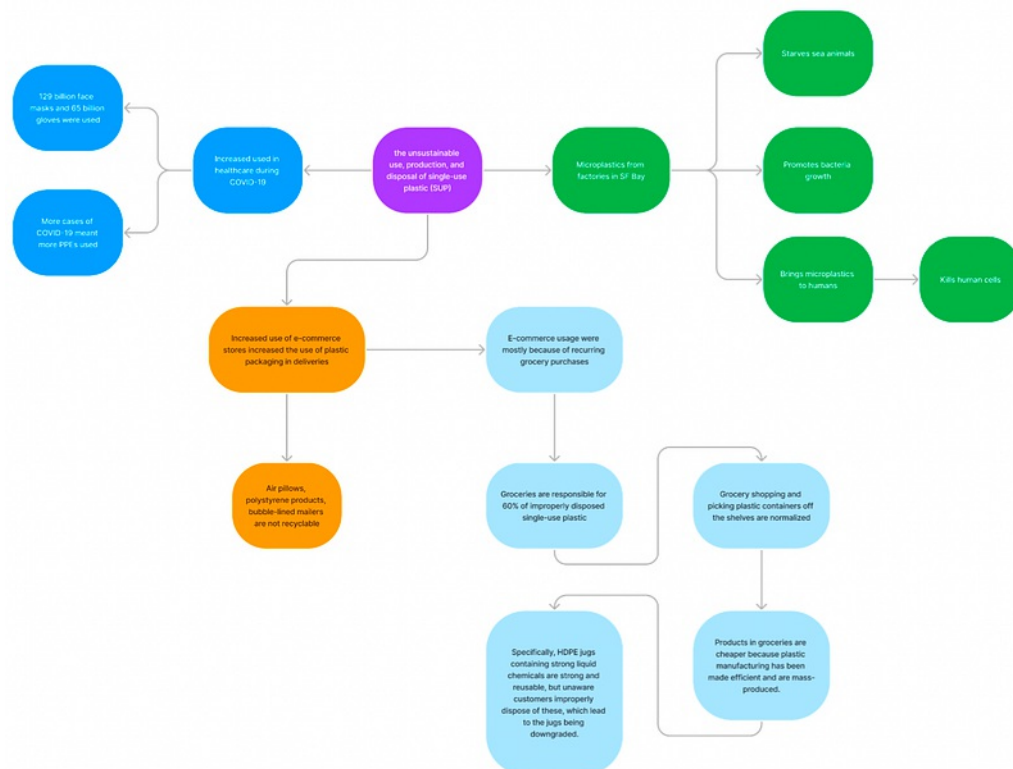 Starves sea animals
129 billion face
masks and 65 billion
gloves were used
Increased used in
healthcare during
COVID-19
the unsustainable
use, production, and
disposal of single-use
plastic (SUP)
Microplastics from
factories in SF Bay
Promotes bacteria
growth
More cases of
COVID-19 meant
more PPEs used
Brings microplastics
to humans
Kills human cells
Increased use of e-commerce
stores increased the use of plastic
packaging in deliveries
E-commerce usage were
mostly because of recurring
grocery purchases
Air pillows,
polystyrene products,
bubble-lined mailers
are not recyclable
Groceries are responsible for
60% of improperly disposed
single-use plastic
Grocery shopping and
picking plastic containers off
the shelves are normalized
Specifically, HDPE jugs
containing strong liquid
chemicals are strong and
reusable, but unaware
customers improperly
dispose of these, which lead
to the jugs being
downgraded.
Products in groceries are
cheaper because plastic
manufacturing has been
made efficient and are mass-
produced.